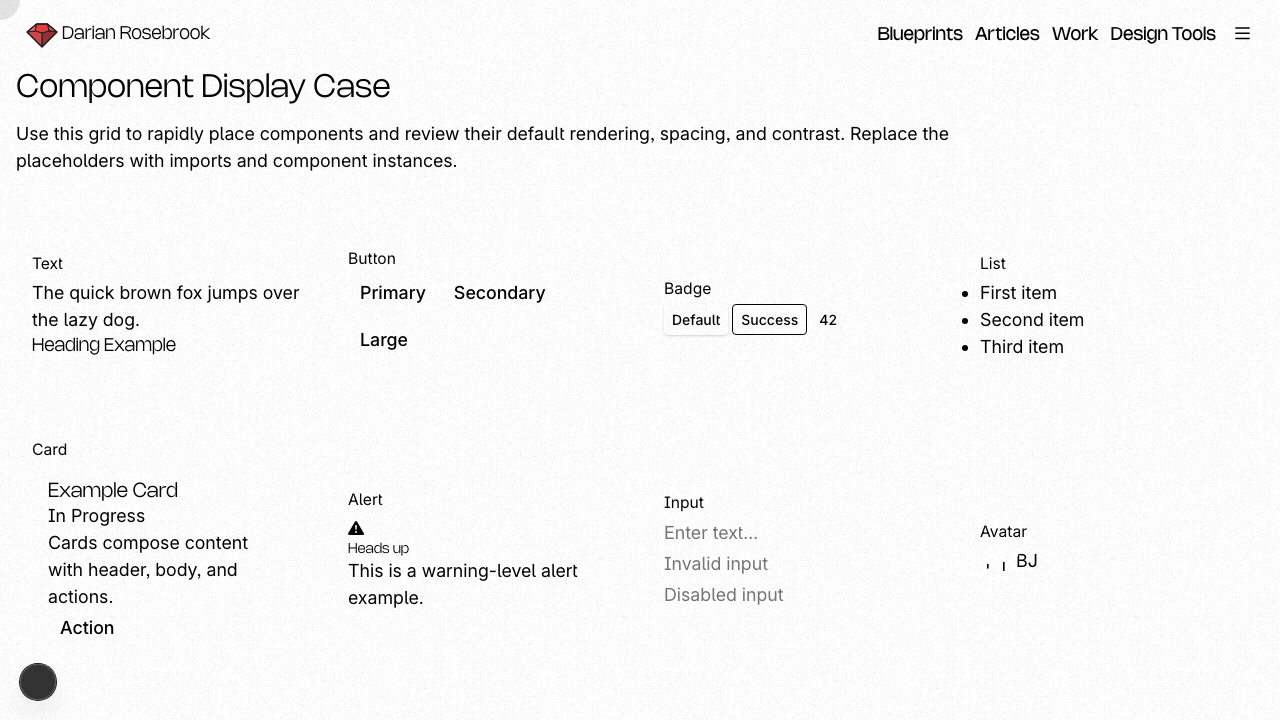 Darian Rosebrook
Blueprints Articles Work Design Tools
Component Display Case
Use this grid to rapidly place components and review their default rendering, spacing, and contrast. Replace the
placeholders with imports and component instances.
Text
The quick brown fox jumps over
the lazy dog.
Heading Example
Button
Primary Secondary
Large
Badge
Default Success 42
List
First item
Second item
Third item
Card
Example Card
In Progress
Cards compose content
with header, body, and
actions.
Action
Alert
Heads up
This is a warning-level alert
example.
Input
Enter text...
Invalid input
Disabled input
Avatar
BJ